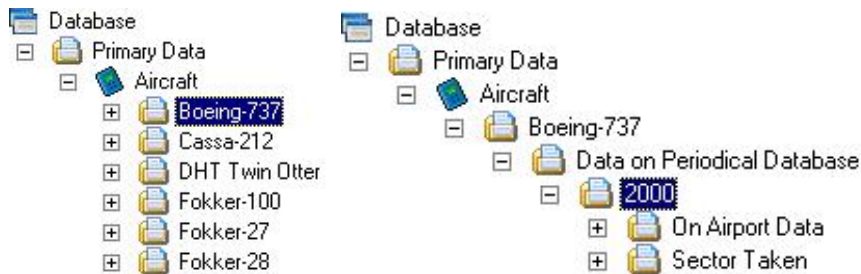 Database
Primary Data
Aircraft
Boeing-737
Cassa-212
DHT Twin Otter
Fokker-100
Fokker-27
Fokker-28
Database
Primary Data
Aircraft
Boeing-737
Data on Periodical Database
2000
On Airport Data
Sector Taken